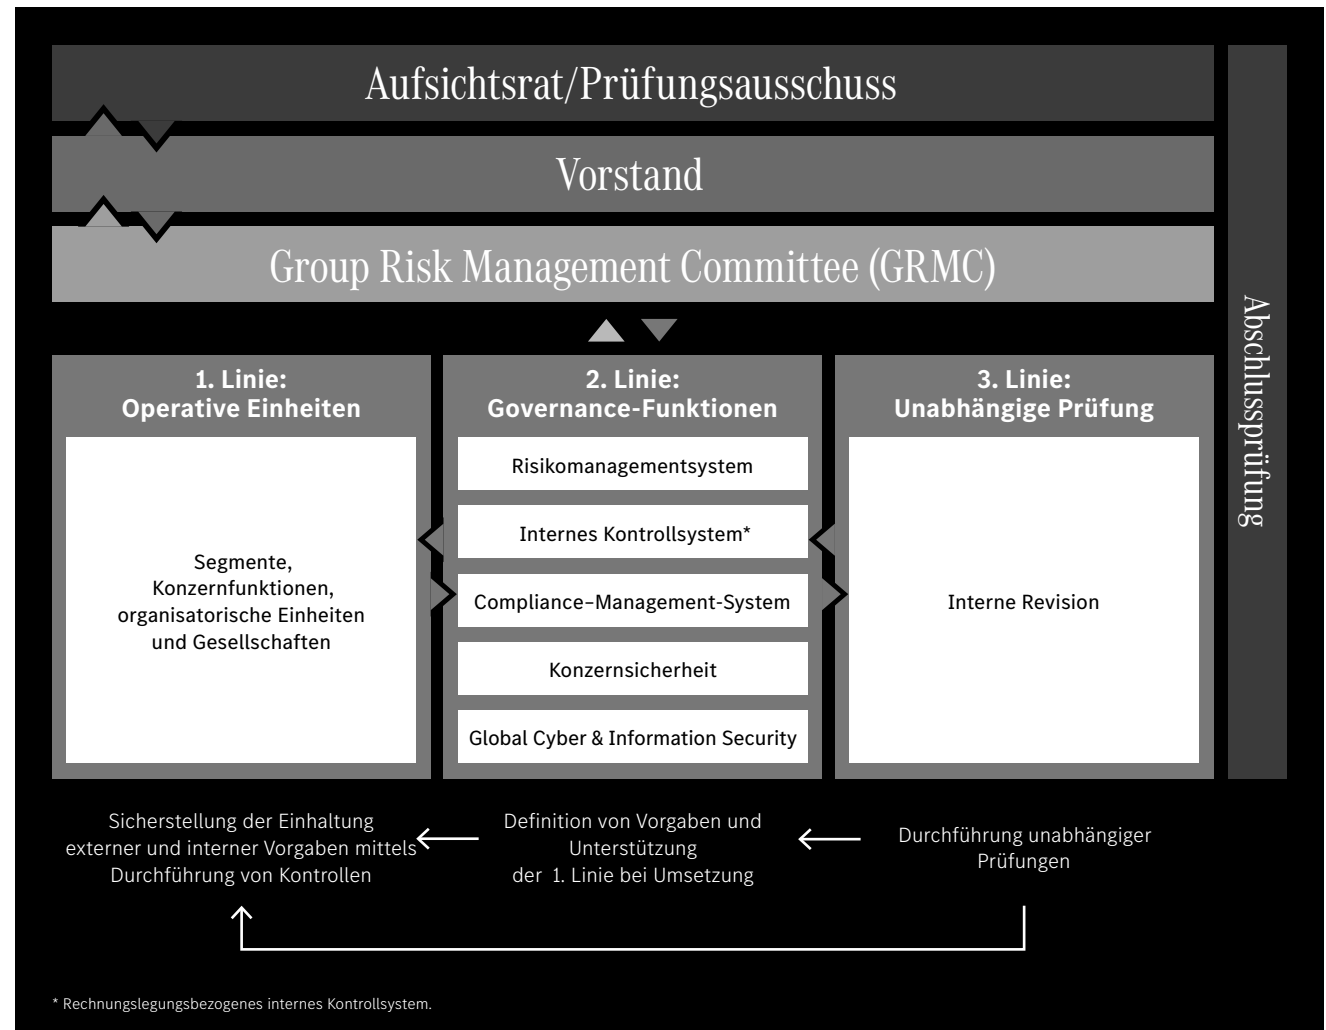 Aufsichtsrat/Prüfungsausschuss
Vorstand
Group Risk Management Committee (GRMC)
Abschlussprüfung
1. Linie:
Operative Einheiten
Segmente,
Konzernfunktionen,
organisatorische Einheiten
und Gesellschaften
2. Linie:
Governance-Funktionen
Risikomanagementsystem
Internes Kontrollsystem*
Compliance–Management-System
Konzernsicherheit
Global Cyber & Information Security
3. Linie:
Unabhängige Prüfung
Interne Revision
Sicherstellung der Einhaltung
externer und interner Vorgaben mittels
Durchführung von Kontrollen
Definition von Vorgaben und
Unterstützung
der 1. Linie bei Umsetzung
Durchführung unabhängiger
Prüfungen
* Rechnungslegungsbezogenes internes Kontrollsystem.